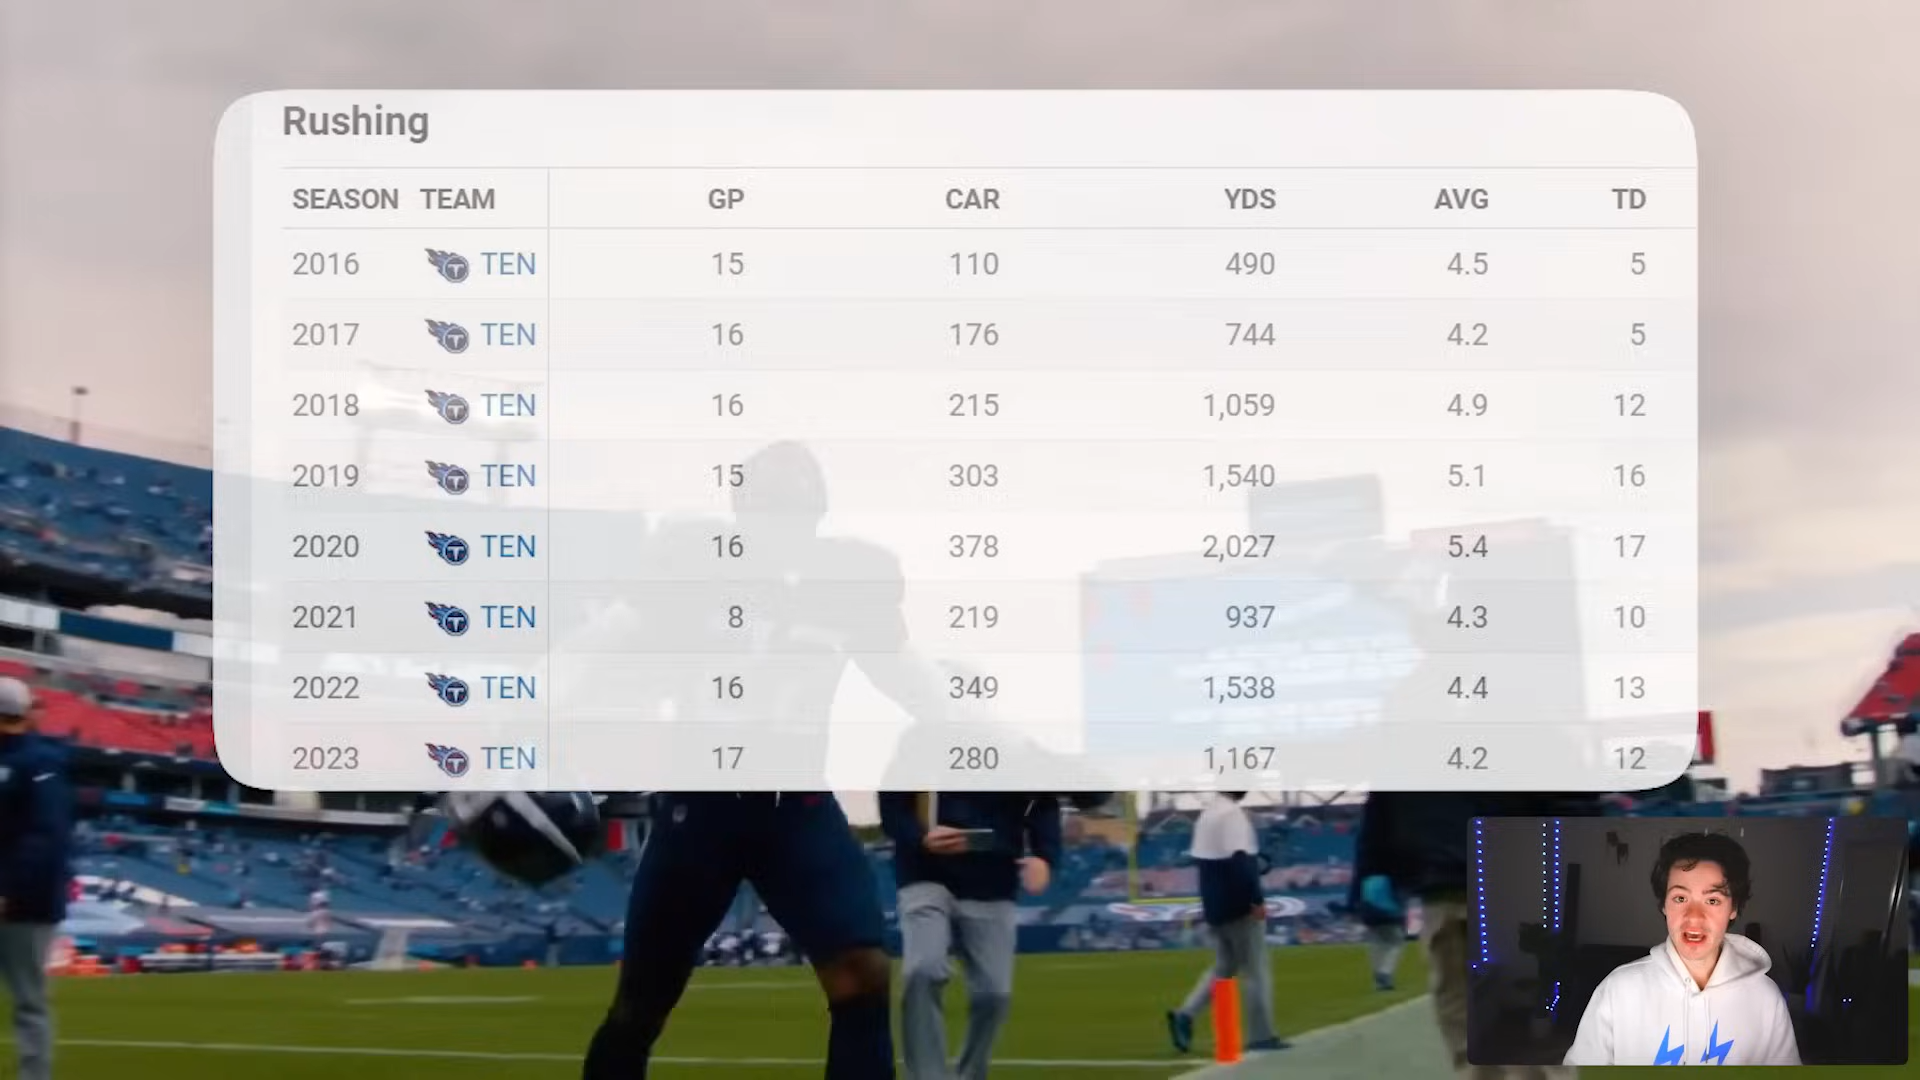 Rushing
SEASON TEAM GP CAR YDS AVG TD
2016 TEN 15 110 490 4.5 5
2017 TEN 16 176 744 4.2 5
2018 TEN 16 215 1,059 4.9 12
2019 TEN 15 303 1,540 5.1 16
2020 TEN 16 378 2,027 5.4 17
2021 TEN 8 219 937 4.3 10
2022 TEN 16 349 1,538 4.4 13
2023 TEN 17 280 1,167 4.2 12